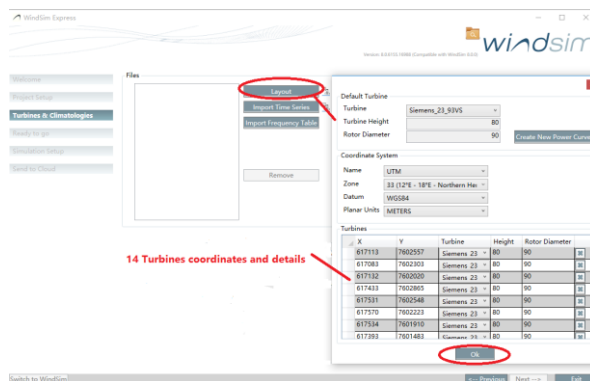 WindSim Express
windsim
Welcome
Project Setup
Turbines & Climatologies
Ready to go
Simulation Setup
Send to Cloud
Files
Layout
Import Time Series
Import Frequency Table
Remove
Default Turbine
Turbine Siemens_23_93VS
Turbine Height 80
Rotor Diameter 90 Create New Power Curve
Coordinate System
Name UTM
Zone 33 (12°E - 18°E - Northern He
Datum WGS84
Planar Units METERS
Turbines
X Y Turbine Height Rotor Diameter
617113 7602557 Siemens 23 80 90
617083 7602303 Siemens 23 80 90
617132 7602020 Siemens 23 80 90
617433 7602865 Siemens 23 80 90
617531 7602548 Siemens 23 80 90
617570 7602223 Siemens 23 80 90
617534 7601910 Siemens 23 80 90
617393 7601483 Siemens 23 80 90
14 Turbines coordinates and details
Ok
Switch to WindSim
<-- Previous Next --> Exit